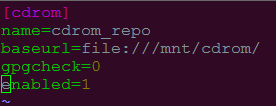 [cdrom]
name=cdrom_repo
baseurl=file:///mnt/cdrom/
gpgcheck=0
enabled=1
~